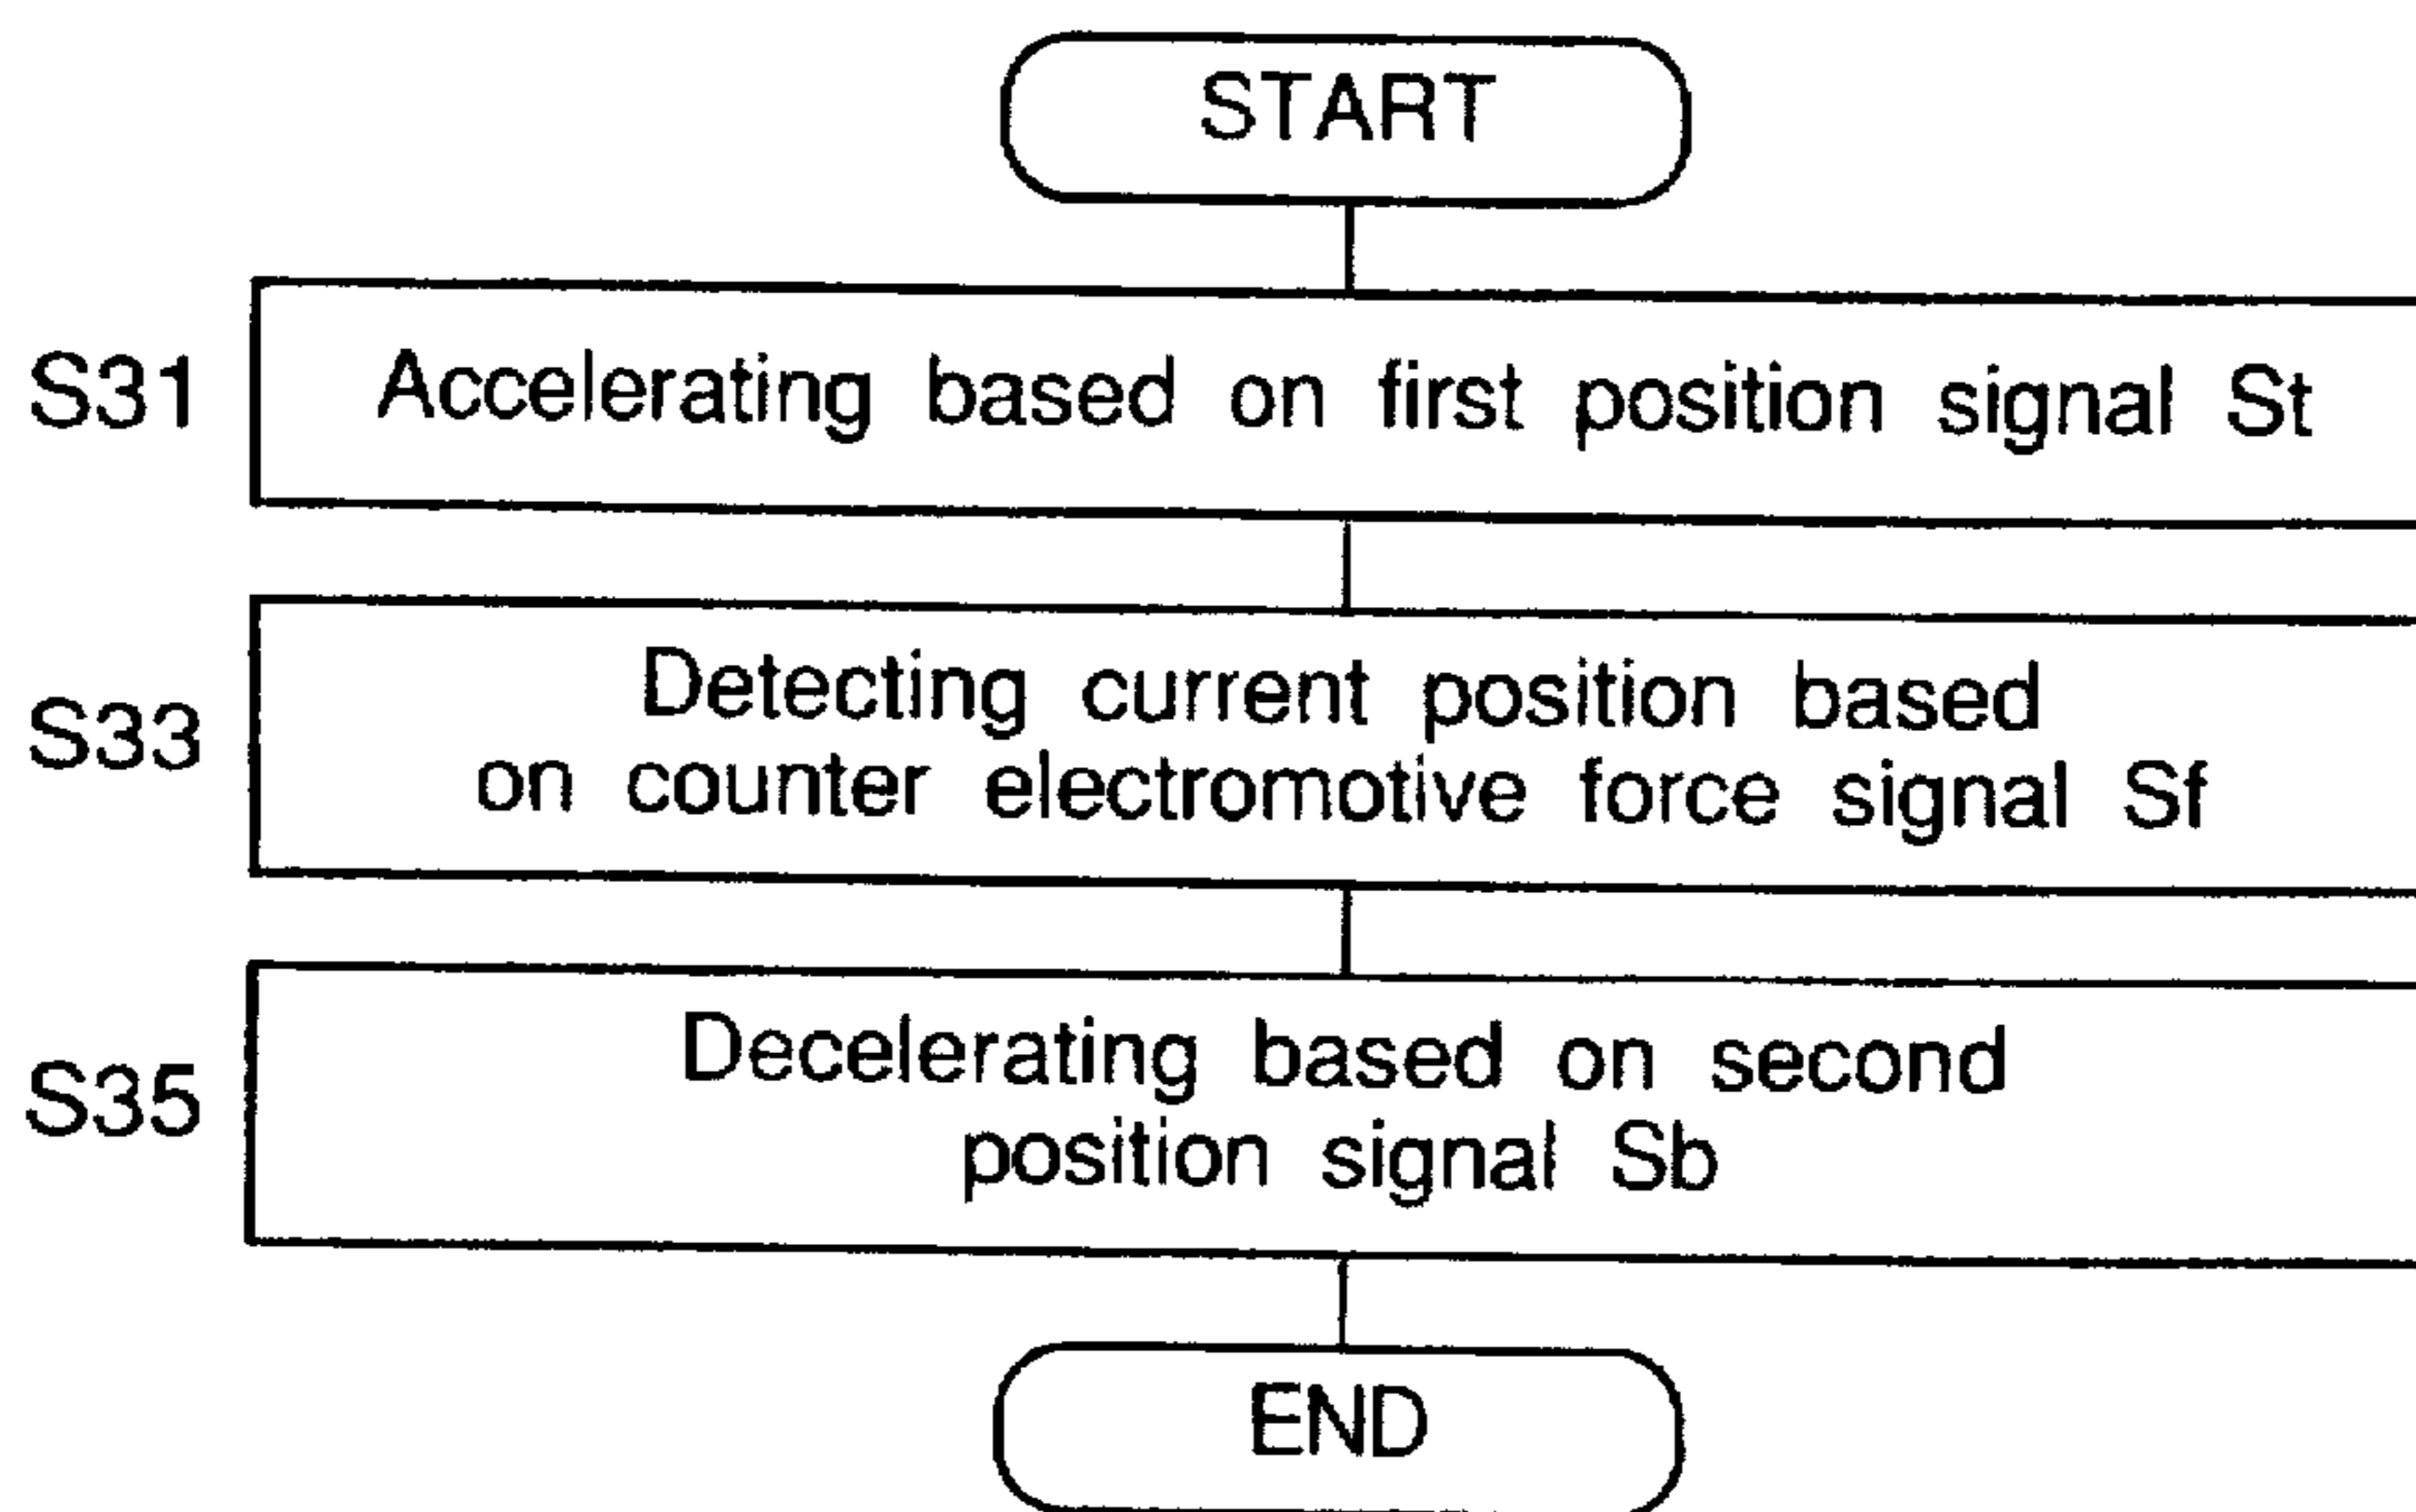 START
S31
Accelerating based on first position signal St
S33
Detecting current position based
on counter electromotive force signal Sf
S35
Decelerating based on second
position signal Sb
END